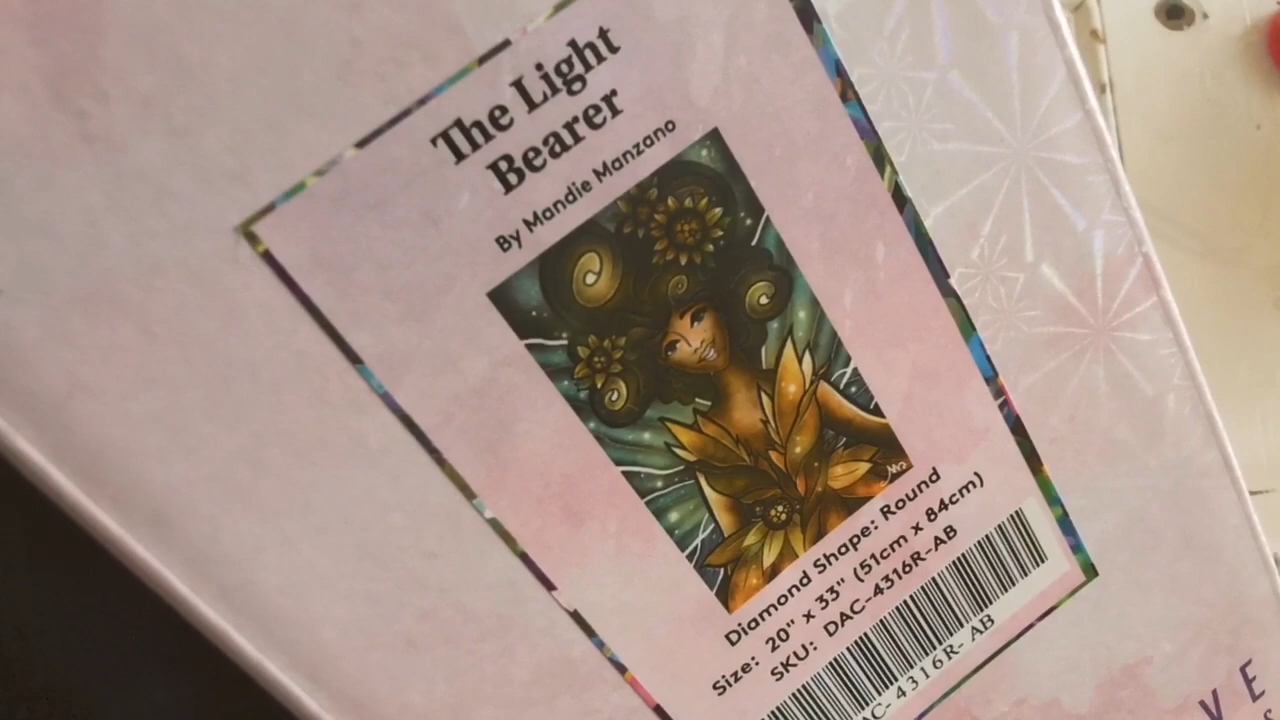 The Light
Bearer
By Mandie Manzano
Diamond Shape: Round
Size: 20" x 33" (51cm x 84cm)
SKU: DAC-4316R-AB
AC- 4316R- AB
VE